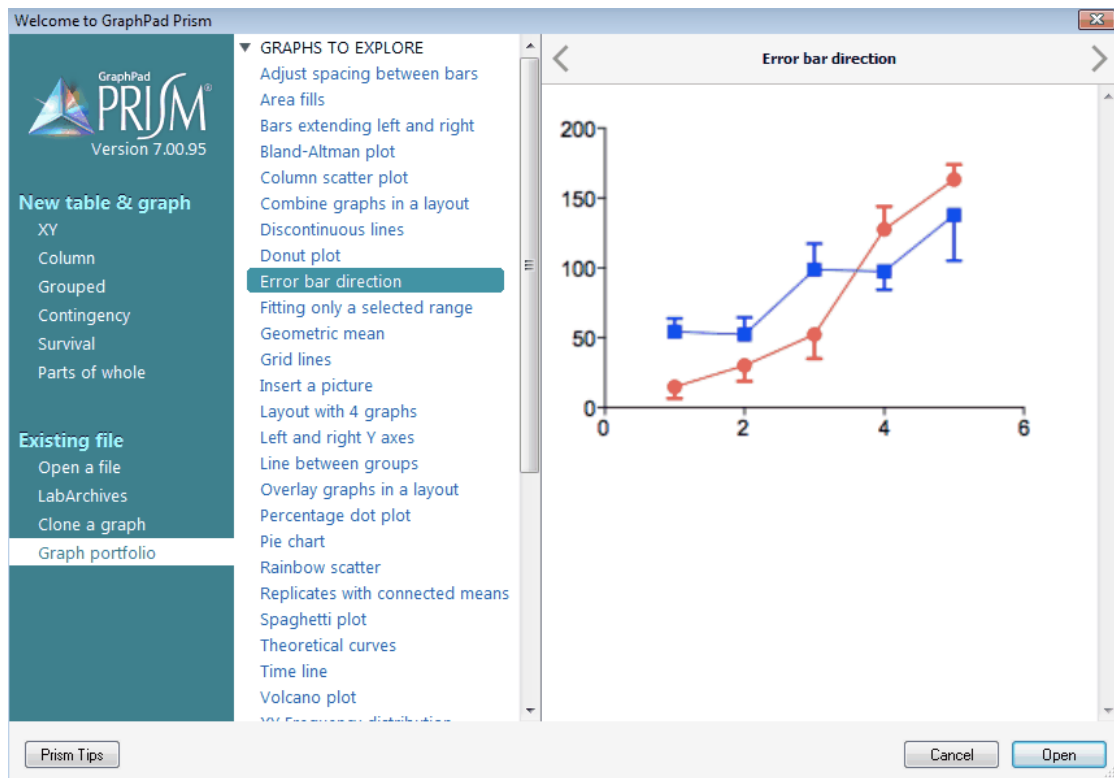 Welcome to GraphPad Prism
GraphPad
PRISM®
Version 7.00.95
New table & graph
XY
Column
Grouped
Contingency
Survival
Parts of whole
Existing file
Open a file
LabArchives
Clone a graph
Graph portfolio
GRAPHS TO EXPLORE
Adjust spacing between bars
Area fills
Bars extending left and right
Bland-Altman plot
Column scatter plot
Combine graphs in a layout
Discontinuous lines
Donut plot
Error bar direction
Fitting only a selected range
Geometric mean
Grid lines
Insert a picture
Layout with 4 graphs
Left and right Y axes
Line between groups
Overlay graphs in a layout
Percentage dot plot
Pie chart
Rainbow scatter
Replicates with connected means
Spaghetti plot
Theoretical curves
Time line
Volcano plot
XY Frequency distribution
Error bar direction
200
150
100
50
0
0 2 4 6
Prism Tips
Cancel Open